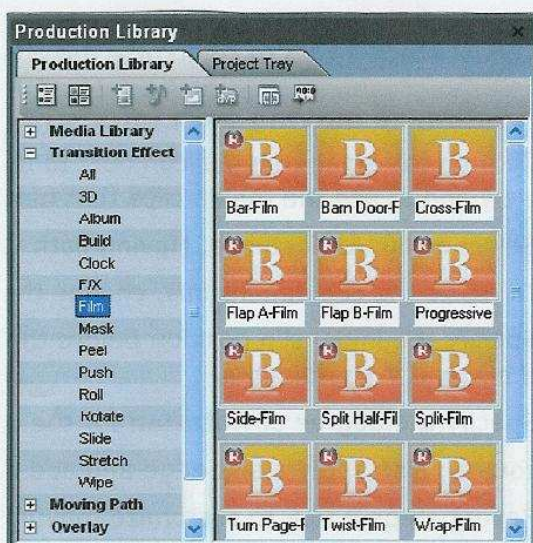 Production Library
Production Library
Project Tray
Media Library
Transition Effect
All
3D
Album
Build
Clock
F/X
Film
Mask
Peel
Push
Roll
Rotate
Slide
Stretch
Wipe
Moving Path
Overlay
R B B B
Bar-Film Barn Door-F Cross-Film
R B R B R B
Flap A-Film Flap B-Film Progressive
R B R B R B
Side-Film Split Half-Fil Split-Film
R B R B R B
Turn Page-F Twist-Film Wrap-Film